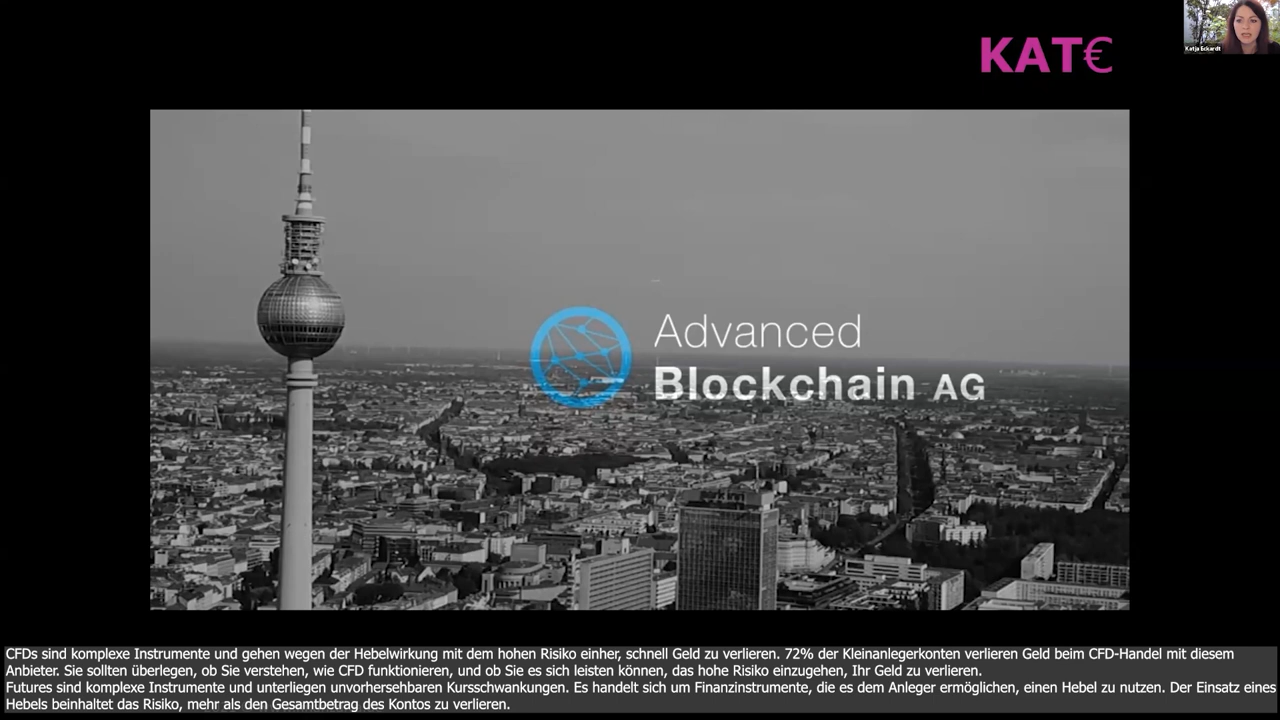 KAT€
Katja Eckardt
Advanced
Blockchain AG
park inn
CFDs sind komplexe Instrumente und gehen wegen der Hebelwirkung mit dem hohen Risiko einher, schnell Geld zu verlieren. 72% der Kleinanlegerkonten verlieren Geld beim CFD-Handel mit diesem
Anbieter. Sie sollten überlegen, ob Sie verstehen, wie CFD funktionieren, und ob Sie es sich leisten können, das hohe Risiko einzugehen, Ihr Geld zu verlieren.
Futures sind komplexe Instrumente und unterliegen unvorhersehbaren Kursschwankungen. Es handelt sich um Finanzinstrumente, die es dem Anleger ermöglichen, einen Hebel zu nutzen. Der Einsatz eines
Hebels beinhaltet das Risiko, mehr als den Gesamtbetrag des Kontos zu verlieren.